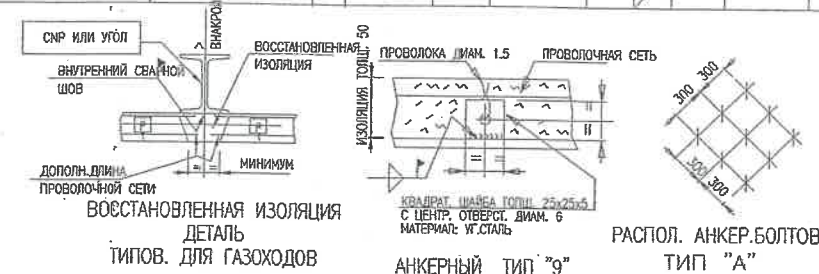 CNP ИЛИ УГОЛ
ВНАКРОЙ
ВНУТРЕННИЙ СВАРНОЙ
ШОВ
ВОССТАНОВЛЕННАЯ
ИЗОЛЯЦИЯ
ДОПОЛН.ДЛИНА
ПРОВОЛОЧНОЙ СЕТИ
МИНИМУМ
ВОССТАНОВЛЕННАЯ ИЗОЛЯЦИЯ
ДЕТАЛЬ
ТИПОВ. ДЛЯ ГАЗОХОДОВ
ИЗОЛЯЦИЯ ТОЛЩ. 50
ПРОВОЛОКА ДИАМ. 1.5
ПРОВОЛОЧНАЯ СЕТЬ
КВАДРАТ. ШАЙБА ТОЛЩ. 25x25x5
С ЦЕНТР. ОТВЕРСТ. ДИАМ. 6
МАТЕРИАЛ: УГ.СТАЛЬ
АНКЕРНЫЙ ТИП "9"
300 300
300 300
РАСПОЛ. АНКЕР.БОЛТОВ
ТИП "А"